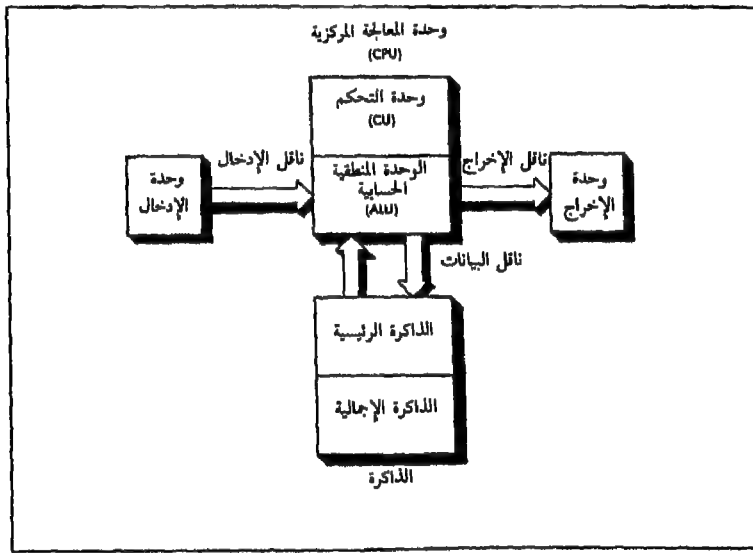 وحدة المعالجة المركزية
(CPU)
وحدة التحكم
(CU)
ناقل الإدخال
ناقل الإخراج
وحدة
الإدخال
الوحدة المنطقية
الحسابية
(ALU)
وحدة
الإخراج
ناقل البيانات
الذاكرة الرئيسية
الذاكرة الإجمالية
الذاكرة